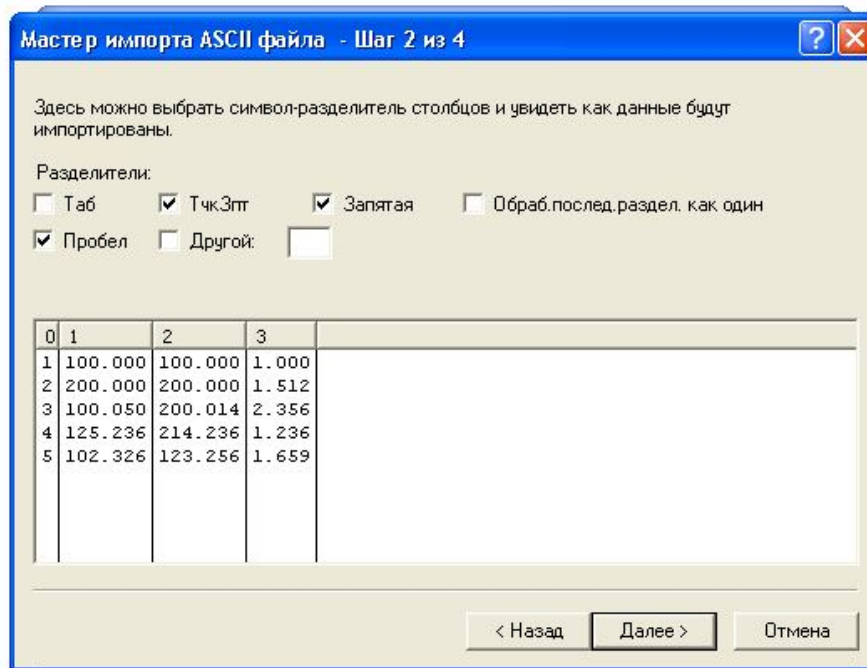 Мастер импорта ASCII файла - Шаг 2 из 4
Здесь можно выбрать символ-разделитель столбцов и увидеть как данные будут
импортированы.
Разделители:
Таб ТчкЗпт Запятая Обраб.послед.раздел. как один
Пробел Другой:
0 1 2 3
1 100.000 100.000 1.000
2 200.000 200.000 1.512
3 100.050 200.014 2.356
4 125.236 214.236 1.236
5 102.326 123.256 1.659
< Назад Далее > Отмена